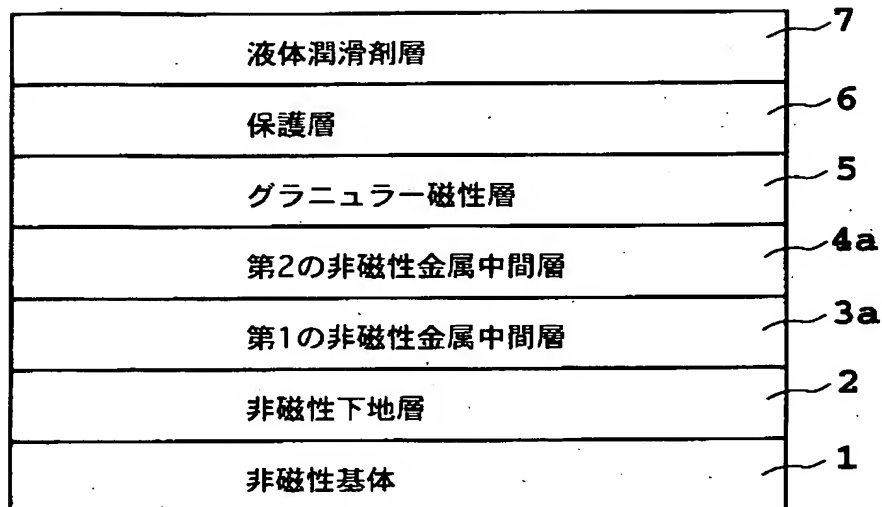 液体潤滑剤層 7
保護層 6
グラニュラー磁性層 5
第2の非磁性金属中間層 4a
第1の非磁性金属中間層 3a
非磁性下地層 2
非磁性基体 1